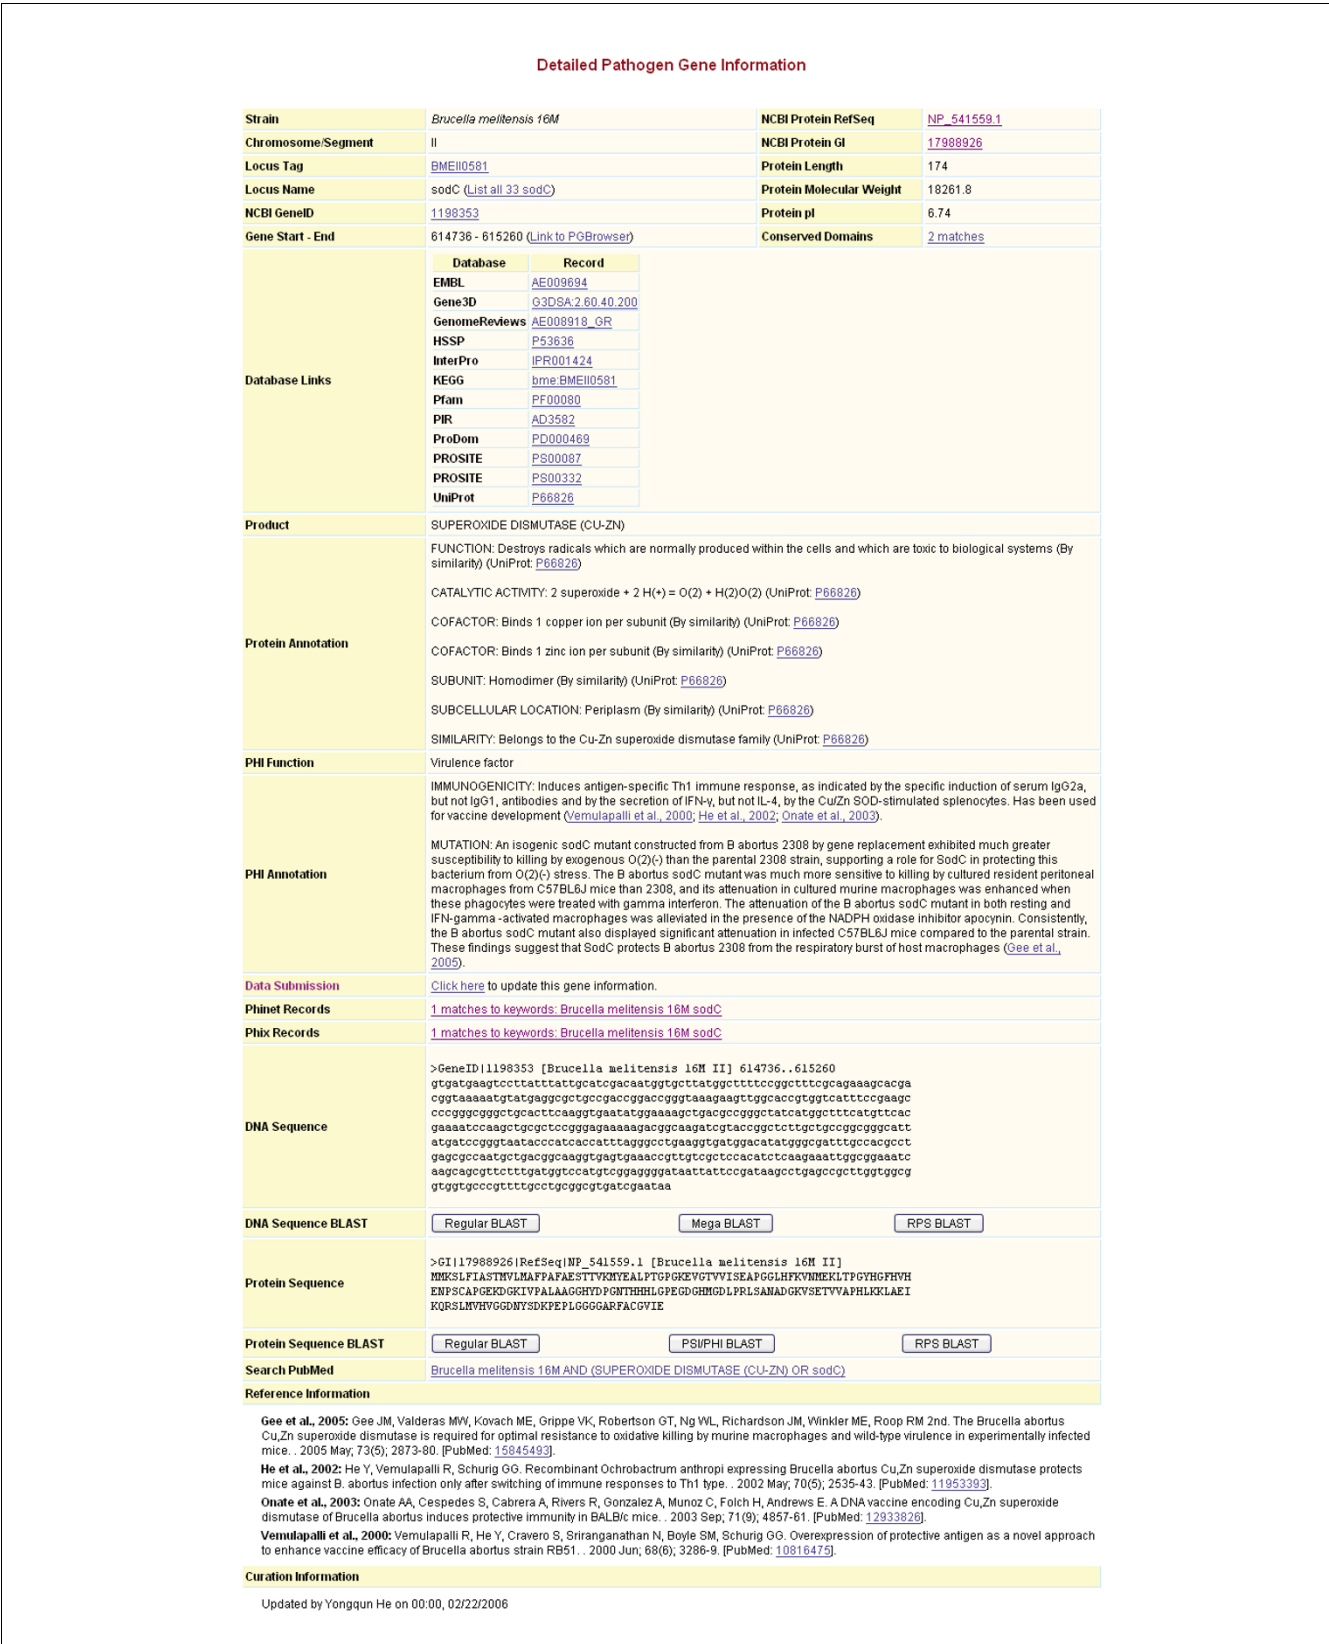 Detailed Pathogen Gene Information
Strain Brucella melitensis 16M NCBI Protein RefSeq NP_541559.1
Chromosome/Segment II NCBI Protein GI 17988926
Locus Tag BMEII0581 Protein Length 174
Locus Name sodC (List all 33 sodC) Protein Molecular Weight 18261.8
NCBI GeneID 1198353 Protein pI 6.74
Gene Start - End 614736 - 615260 (Link to PGBrowser) Conserved Domains 2 matches
Database Links
Database Record
EMBL AE009694
Gene3D G3DSA:2.60.40.200
GenomeReviews AE008918_GR
HSSP P53636
InterPro IPR001424
KEGG bme:BMEII0581
Pfam PF00080
PIR AD3582
ProDom PD000469
PROSITE PS00087
PROSITE PS00332
UniProt P66826
Product SUPEROXIDE DISMUTASE (CU-ZN)
Protein Annotation
FUNCTION: Destroys radicals which are normally produced within the cells and which are toxic to biological systems (By
similarity) (UniProt: P66826)
CATALYTIC ACTIVITY: 2 superoxide + 2 H(+) = O(2) + H(2)O(2) (UniProt: P66826)
COFACTOR: Binds 1 copper ion per subunit (By similarity) (UniProt: P66826)
COFACTOR: Binds 1 zinc ion per subunit (By similarity) (UniProt: P66826)
SUBUNIT: Homodimer (By similarity) (UniProt: P66826)
SUBCELLULAR LOCATION: Periplasm (By similarity) (UniProt: P66826)
SIMILARITY: Belongs to the Cu-Zn superoxide dismutase family (UniProt: P66826)
PHI Function Virulence factor
PHI Annotation
IMMUNOGENICITY: Induces antigen-specific Th1 immune response, as indicated by the specific induction of serum IgG2a,
but not IgG1, antibodies and by the secretion of IFN-γ, but not IL-4, by the Cu/Zn SOD-stimulated splenocytes. Has been used
for vaccine development (Vemulapalli et al., 2000; He et al., 2002; Onate et al., 2003).
MUTATION: An isogenic sodC mutant constructed from B abortus 2308 by gene replacement exhibited much greater
susceptibility to killing by exogenous O(2)(-) than the parental 2308 strain, supporting a role for SodC in protecting this
bacterium from O(2)(-) stress. The B abortus sodC mutant was much more sensitive to killing by cultured resident peritoneal
macrophages from C57BL6J mice than 2308, and its attenuation in cultured murine macrophages was enhanced when
these phagocytes were treated with gamma interferon. The attenuation of the B abortus sodC mutant in both resting and
IFN-gamma -activated macrophages was alleviated in the presence of the NADPH oxidase inhibitor apocynin. Consistently,
the B abortus sodC mutant also displayed significant attenuation in infected C57BL6J mice compared to the parental strain.
These findings suggest that SodC protects B abortus 2308 from the respiratory burst of host macrophages (Gee et al.,
2005).
Data Submission Click here to update this gene information.
Phinet Records 1 matches to keywords: Brucella melitensis 16M sodC
Phix Records 1 matches to keywords: Brucella melitensis 16M sodC
DNA Sequence
>GeneID|1198353 [Brucella melitensis 16M II] 614736..615260
gtgatgaagtccttatttattgcatcgacaatggtgcttatggcttttccggctttcgcagaaagcacga
cggtaaaaatgtatgaggcgctgccgaccggaccgggtaaagaagttggcaccgtggtcatttccgaagc
cccgggcgggctgcacttcaaggtgaatatggaaaagctgacgccgggctatcatggctttcatgttcac
gaaaatccaagctgcgctccgggagaaaaagacggcaagatcgtaccggctcttgctgccggcgggcatt
atgatccgggtaatacccatcaccatttagggcctgaaggtgatggacatatgggcgatttgccacgcct
gagcgccaatgctgacggcaaggtgagtgaaaccgttgtcgctccacatctcaagaaattggcggaaatc
aagcagcgttctttgatggtccatgtcggaggggataattattccgataagcctgagccgcttggtggcg
gtggtgcccgttttgcctgcggcgtgatcgaataa
DNA Sequence BLAST Regular BLAST Mega BLAST RPS BLAST
Protein Sequence
>GI|17988926|RefSeq|NP_541559.1 [Brucella melitensis 16M II]
MMKSLFIASTMVLMAFPAFAESTTVKMYEALPTGPGKEVGTVVISEAPGGLHFKVNMEKLTPGYHGFHVH
ENPSCAPGEKDGKIVPALAAGGHYDPGNTHHHLGPEGDGHMGDLPRLSANADGKVSETVVAPHLKKLAEI
KQRSLMVHVGGDNYSDKPEPLGGGGARFACGVIE
Protein Sequence BLAST Regular BLAST PSI/PHI BLAST RPS BLAST
Search PubMed Brucella melitensis 16M AND (SUPEROXIDE DISMUTASE (CU-ZN) OR sodC)
Reference Information
Gee et al., 2005: Gee JM, Valderas MW, Kovach ME, Grippe VK, Robertson GT, Ng WL, Richardson JM, Winkler ME, Roop RM 2nd. The Brucella abortus
Cu,Zn superoxide dismutase is required for optimal resistance to oxidative killing by murine macrophages and wild-type virulence in experimentally infected
mice. . 2005 May; 73(5); 2873-80. [PubMed: 15845493].
He et al., 2002: He Y, Vemulapalli R, Schurig GG. Recombinant Ochrobactrum anthropi expressing Brucella abortus Cu,Zn superoxide dismutase protects
mice against B. abortus infection only after switching of immune responses to Th1 type. . 2002 May; 70(5); 2535-43. [PubMed: 11953393].
Onate et al., 2003: Onate AA, Cespedes S, Cabrera A, Rivers R, Gonzalez A, Munoz C, Folch H, Andrews E. A DNA vaccine encoding Cu,Zn superoxide
dismutase of Brucella abortus induces protective immunity in BALB/c mice. . 2003 Sep; 71(9); 4857-61. [PubMed: 12933826].
Vemulapalli et al., 2000: Vemulapalli R, He Y, Cravero S, Sriranganathan N, Boyle SM, Schurig GG. Overexpression of protective antigen as a novel approach
to enhance vaccine efficacy of Brucella abortus strain RB51. . 2000 Jun; 68(6); 3286-9. [PubMed: 10816475].
Curation Information
Updated by Yongqun He on 00:00, 02/22/2006